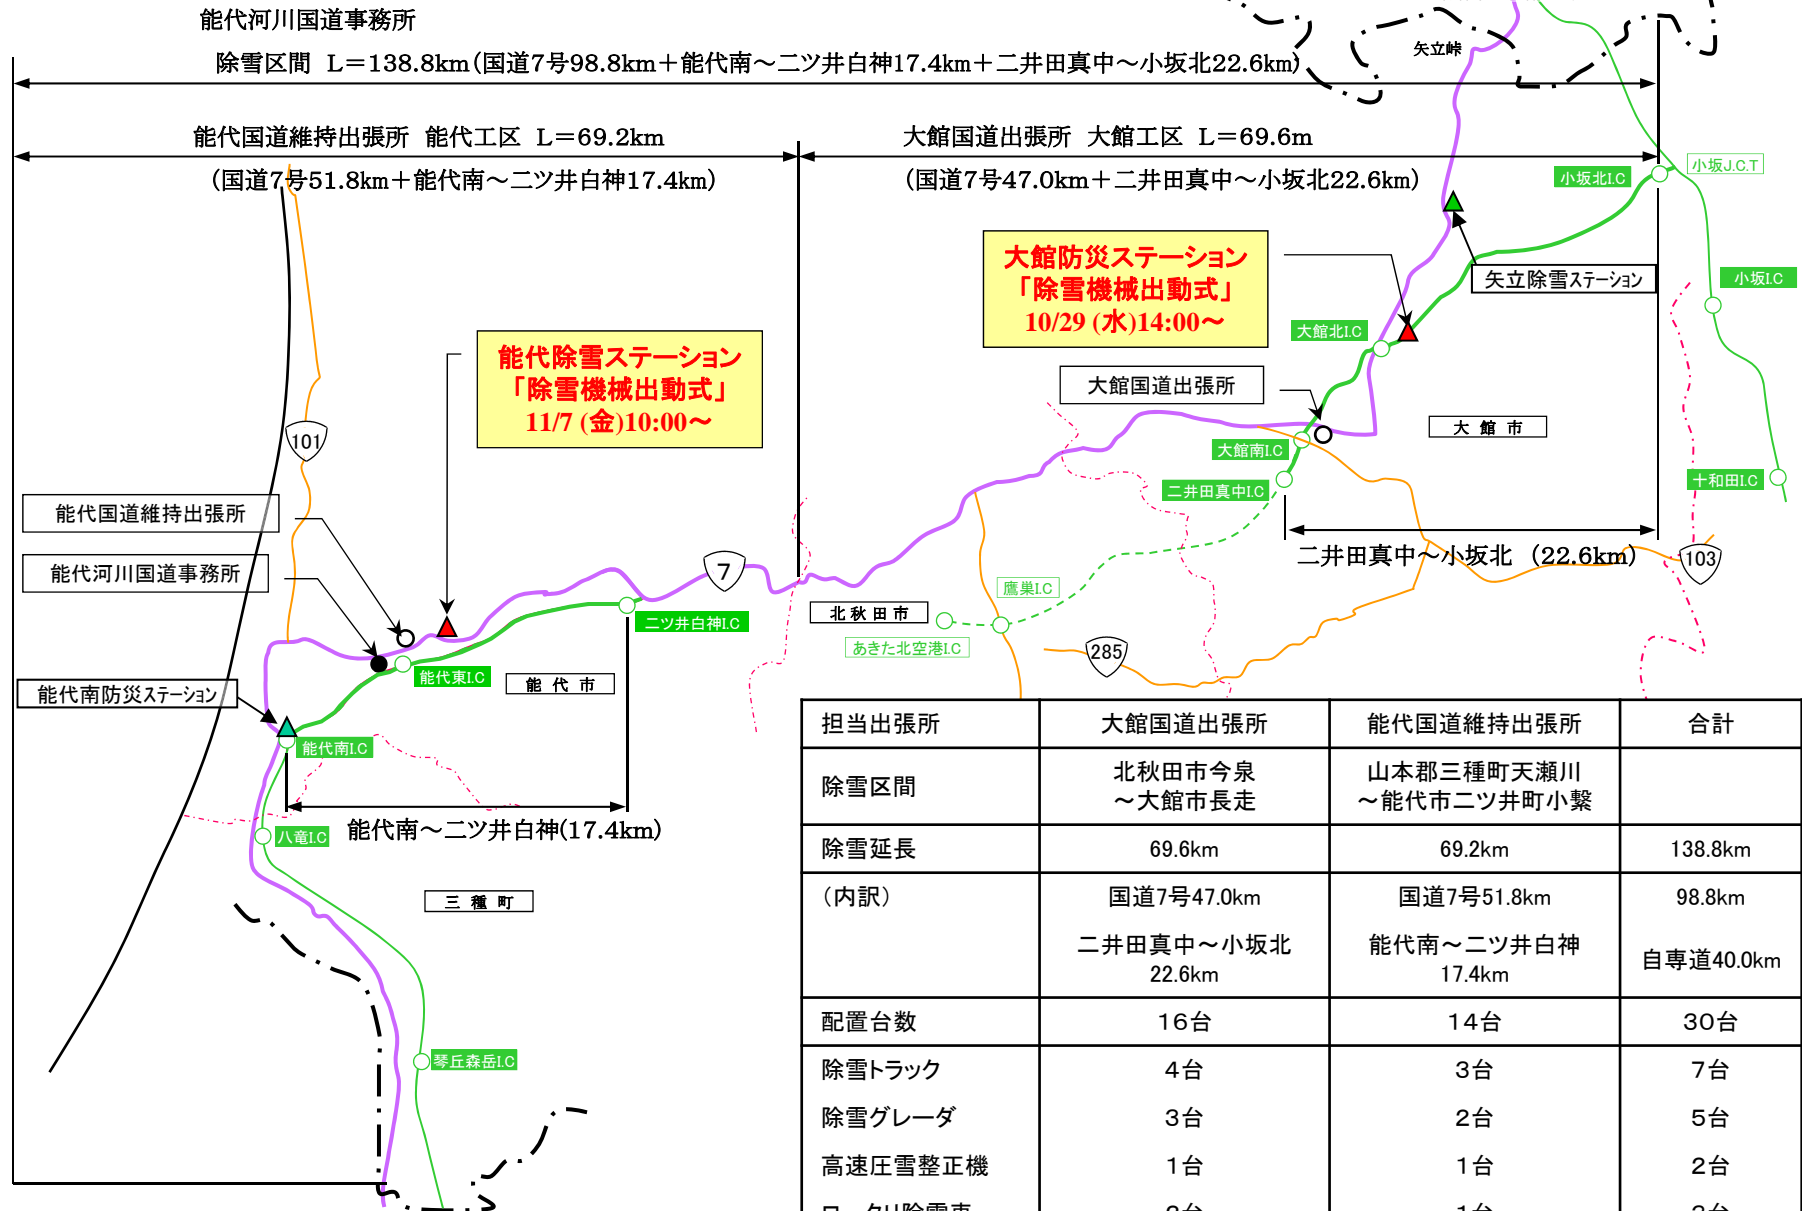 能代河川国道事務所
除雪区間 L=138.8km(国道7号98.8km+能代南～二ツ井白神17.4km+二井田真中～小坂北22.6km)
矢立峠
能代国道維持出張所 能代工区 L=69.2km
(国道7号51.8km+能代南～二ツ井白神17.4km)
大館国道出張所 大館工区 L=69.6m
(国道7号47.0km+二井田真中～小坂北22.6km)
小坂北I.C
小坂J.C.T
大館防災ステーション
「除雪機械出動式」
10/29 (水)14:00～
矢立除雪ステーション
小坂I.C
大館北I.C
能代除雪ステーション
「除雪機械出動式」
11/7 (金)10:00～
大館国道出張所
大館市
101
大館南I.C
二井田真中I.C
十和田I.C
能代国道維持出張所
能代河川国道事務所
7
二井田真中～小坂北 (22.6km)
103
鷹巣I.C
北秋田市
二ツ井白神I.C
あきた北空港I.C
285
能代東I.C
能代市
能代南防災ステーション
能代南I.C
能代南～二ツ井白神(17.4km)
八竜I.C
三種町
琴丘森岳I.C
担当出張所 大館国道出張所 能代国道維持出張所 合計
除雪区間 北秋田市今泉 山本郡三種町天瀬川
～大館市長走 ～能代市二ツ井町小繋
除雪延長 69.6km 69.2km 138.8km
(内訳) 国道7号47.0km 国道7号51.8km 98.8km
二井田真中～小坂北 能代南～二ツ井白神 自専道40.0km
22.6km 17.4km
配置台数 16台 14台 30台
除雪トラック 4台 3台 7台
除雪グレーダ 3台 2台 5台
高速圧雪整正機 1台 1台 2台